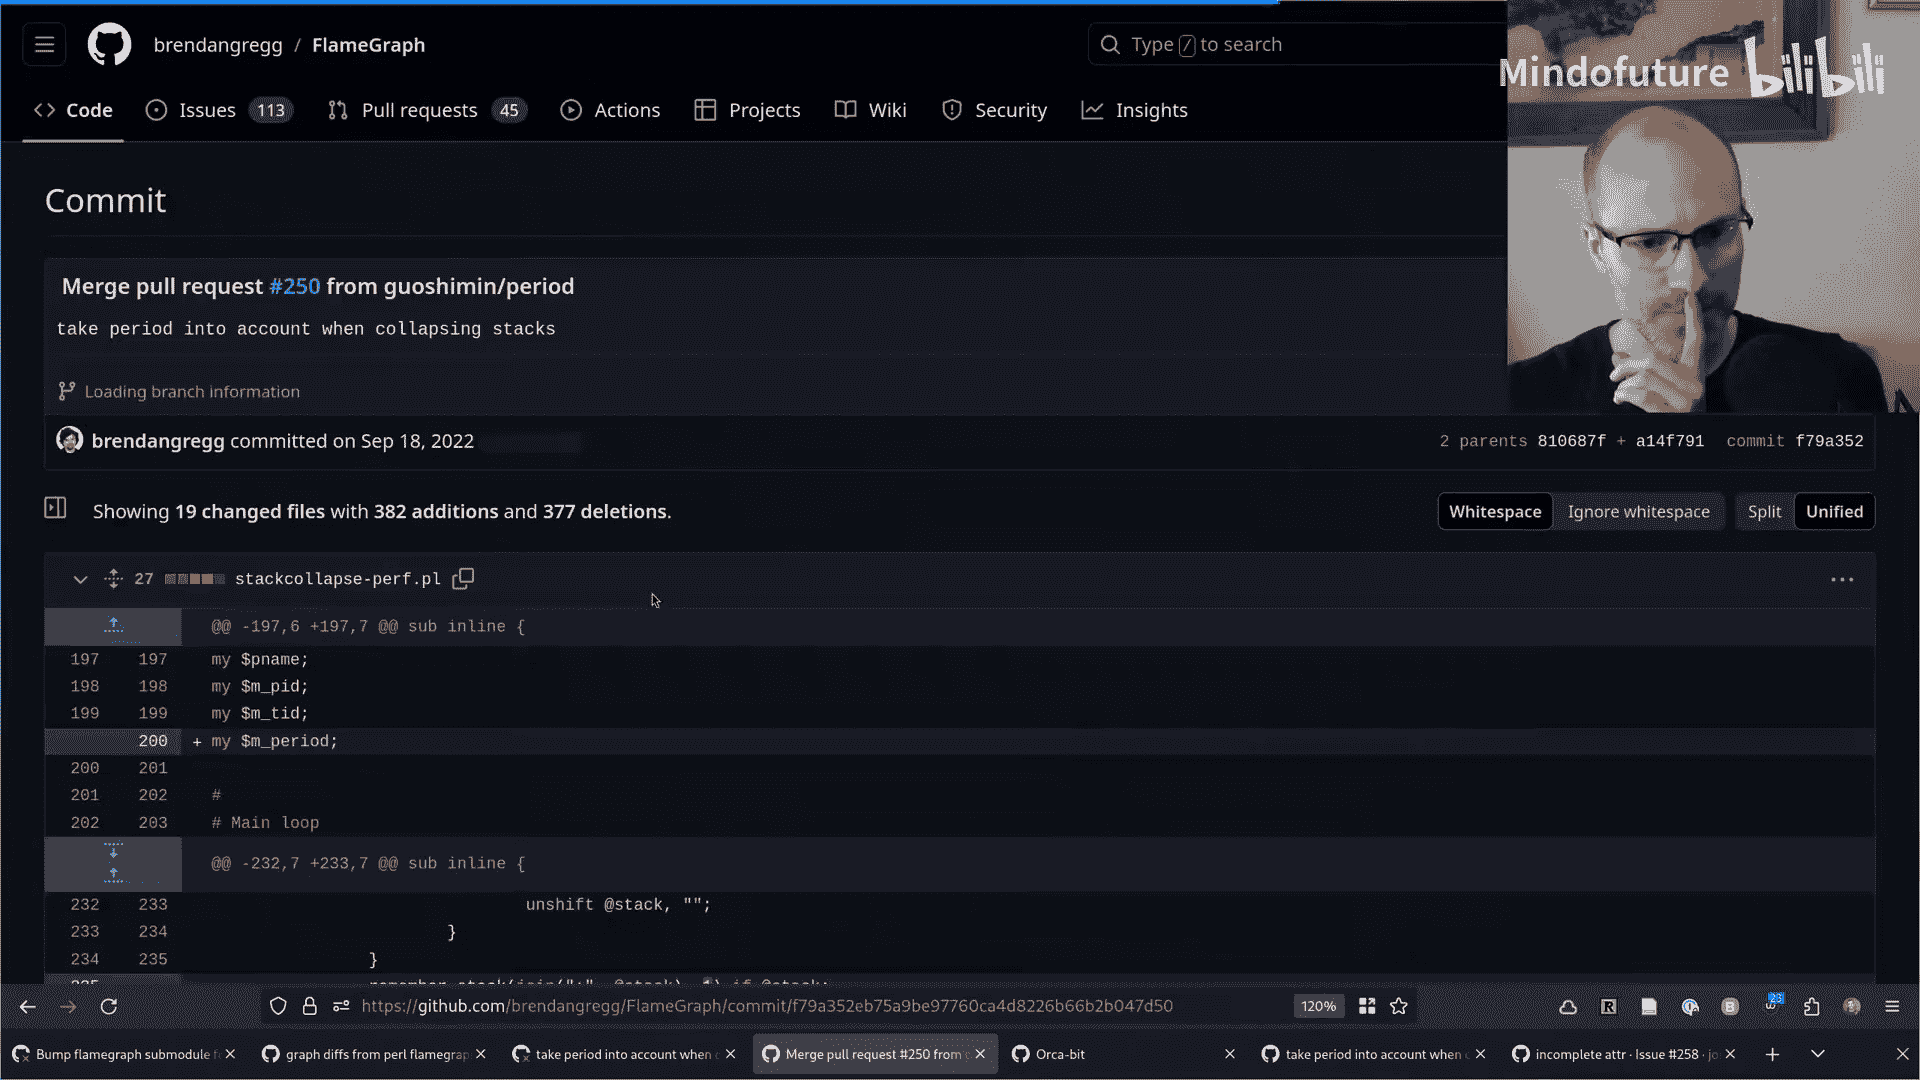 brendangregg / FlameGraph
Type / to search
Mindofuture bilibili
Code
Issues 113
Pull requests 45
Actions
Projects
Wiki
Security
Insights
Commit
Merge pull request #250 from guoshimin/period
take period into account when collapsing stacks
Loading branch information
brendangregg committed on Sep 18, 2022
2 parents 810687f + a14f791 commit f79a352
Showing 19 changed files with 382 additions and 377 deletions.
Whitespace Ignore whitespace Split Unified
27 stackcollapse-perf.pl
@@ -197,6 +197,7 @@ sub inline {
197 197 my $pname;
198 198 my $m_pid;
199 199 my $m_tid;
200 + my $m_period;
200 201
201 202 #
202 203 # Main loop
@@ -232,7 +233,7 @@ sub inline {
232 233 unshift @stack, "";
233 234 }
234 235 }
https://github.com/brendangregg/FlameGraph/commit/f79a352eb75a9be97760ca4d8226b66b2b047d50
120%
23
Bump flamegraph submodule
graph diffs from perl flamegra
take period into account when
Merge pull request #250 from
Orca-bit
take period into account when
incomplete attr · Issue #258 · jo